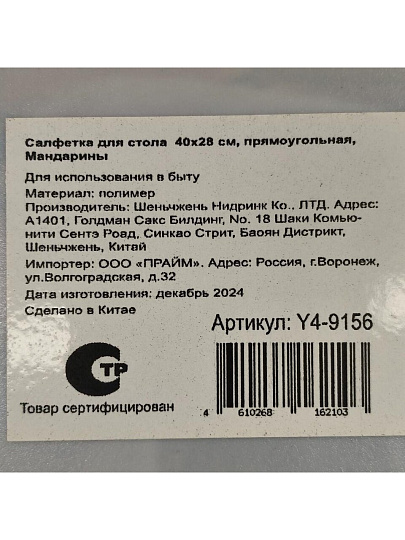 Салфетка для стола 40х28 см, прямоугольная,
Мандарины
Для использования в быту
Материал: полимер
Производитель: Шеньчжень Нидринк Ко., ЛТД. Адрес:
А1401, Голдман Сакс Билдинг, No. 18 Шаки Комью-
нити Сентэ Роад, Синкао Стрит, Баоян Дистрикт,
Шеньчжень, Китай
Импортер: ООО «ПРАЙМ». Адрес: Россия, г.Воронеж,
ул.Волгоградская, д.32
Дата изготовления: декабрь 2024
Сделано в Китае
Артикул: Y4-9156
СТР
Товар сертифицирован
4 610268 162103